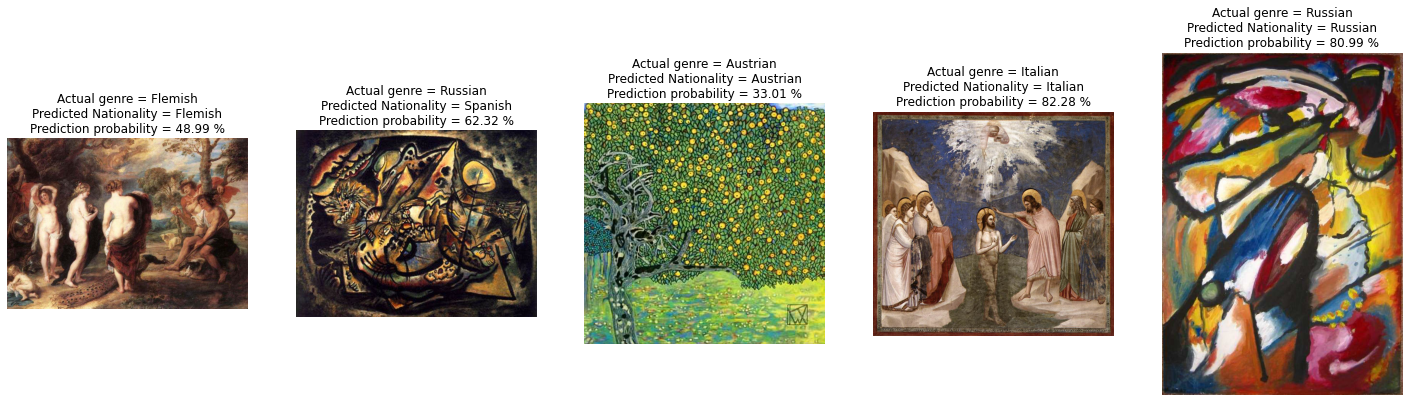 Actual genre = Flemish
Predicted Nationality = Flemish
Prediction probability = 48.99 %
Actual genre = Russian
Predicted Nationality = Spanish
Prediction probability = 62.32 %
Actual genre = Austrian
Predicted Nationality = Austrian
Prediction probability = 33.01 %
Actual genre = Italian
Predicted Nationality = Italian
Prediction probability = 82.28 %
Actual genre = Russian
Predicted Nationality = Russian
Prediction probability = 80.99 %